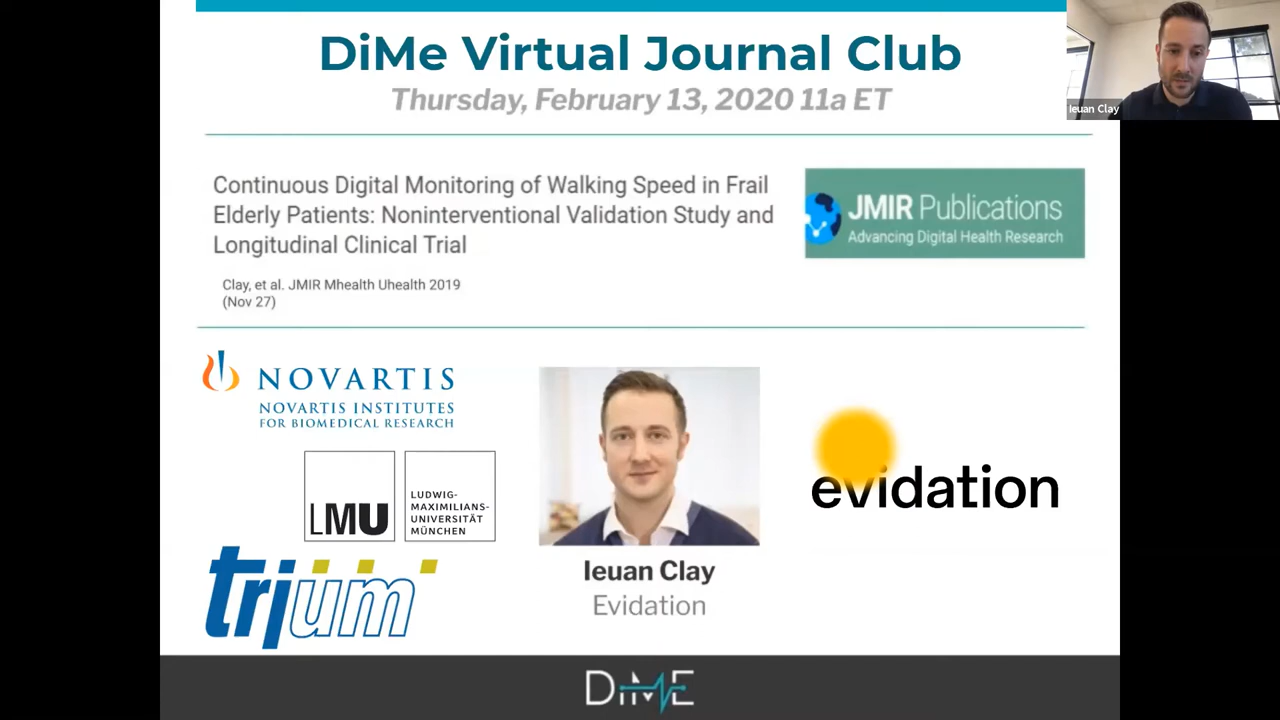 DiMe Virtual Journal Club
Thursday, February 13, 2020 11a ET
Ieuan Clay
Continuous Digital Monitoring of Walking Speed in Frail
Elderly Patients: Noninterventional Validation Study and
Longitudinal Clinical Trial
JMIR Publications
Advancing Digital Health Research
Clay, et al. JMIR Mhealth Uhealth 2019
(Nov 27)
NOVARTIS
NOVARTIS INSTITUTES
FOR BIOMEDICAL RESEARCH
LMU
LUDWIG-
MAXIMILIANS-
UNIVERSITÄT
MÜNCHEN
trium
evidation
Ieuan Clay
Evidation
DiME